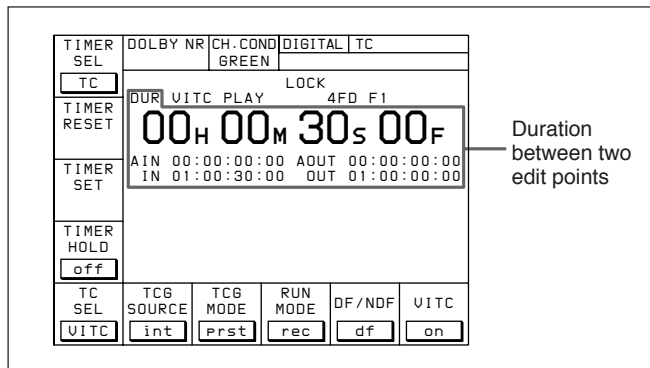 TIMER SEL
TC
DOLBY NR
CH.COND
GREEN
DIGITAL
TC
LOCK
DUR VITC PLAY 4FD F1
00H 00M 30S 00F
AIN 00:00:00:00 AOUT 00:00:00:00
IN 01:00:30:00 OUT 01:00:00:00
TIMER RESET
TIMER SET
TIMER HOLD
off
TC SEL
VITC
TCG SOURCE
int
TCG MODE
prst
RUN MODE
rec
DF/NDF
df
VITC
on
Duration
between two
edit points